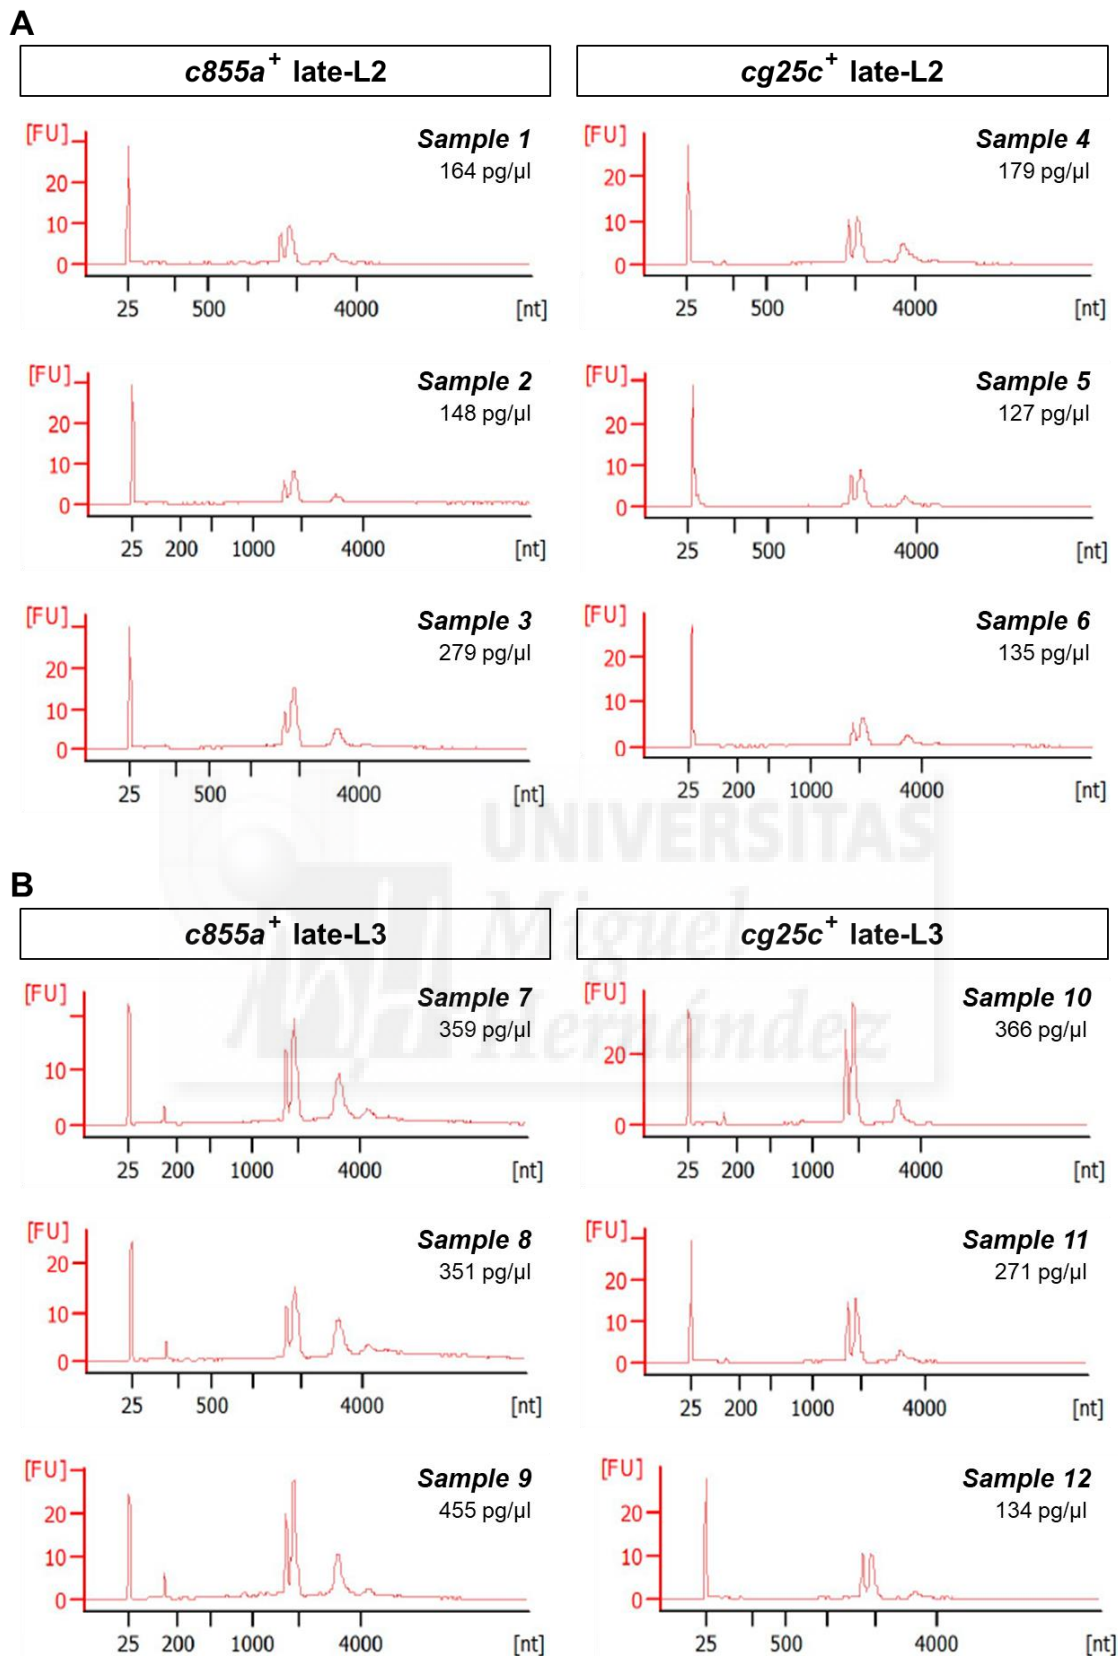 A
c855a+ late-L2
cg25c+ late-L2
[FU]
Sample 1
164 pg/µl
20
10
0
25 500 4000 [nt]
[FU]
Sample 4
179 pg/µl
20
10
0
25 500 4000 [nt]
[FU]
Sample 2
148 pg/µl
20
10
0
25 200 1000 4000 [nt]
[FU]
Sample 5
127 pg/µl
20
10
0
25 500 4000 [nt]
[FU]
Sample 3
279 pg/µl
20
10
0
25 500 4000 [nt]
[FU]
Sample 6
135 pg/µl
20
10
0
25 200 1000 4000 [nt]
UNIVERSITAS
Miguel
Hernández
B
c855a+ late-L3
cg25c+ late-L3
[FU]
Sample 7
359 pg/µl
10
0
25 200 1000 4000 [nt]
[FU]
Sample 10
366 pg/µl
20
0
25 200 1000 4000 [nt]
[FU]
Sample 8
351 pg/µl
20
10
0
25 500 4000 [nt]
[FU]
Sample 11
271 pg/µl
20
10
0
25 200 1000 4000 [nt]
[FU]
Sample 9
455 pg/µl
20
10
0
25 200 1000 4000 [nt]
[FU]
Sample 12
134 pg/µl
20
10
0
25 500 4000 [nt]